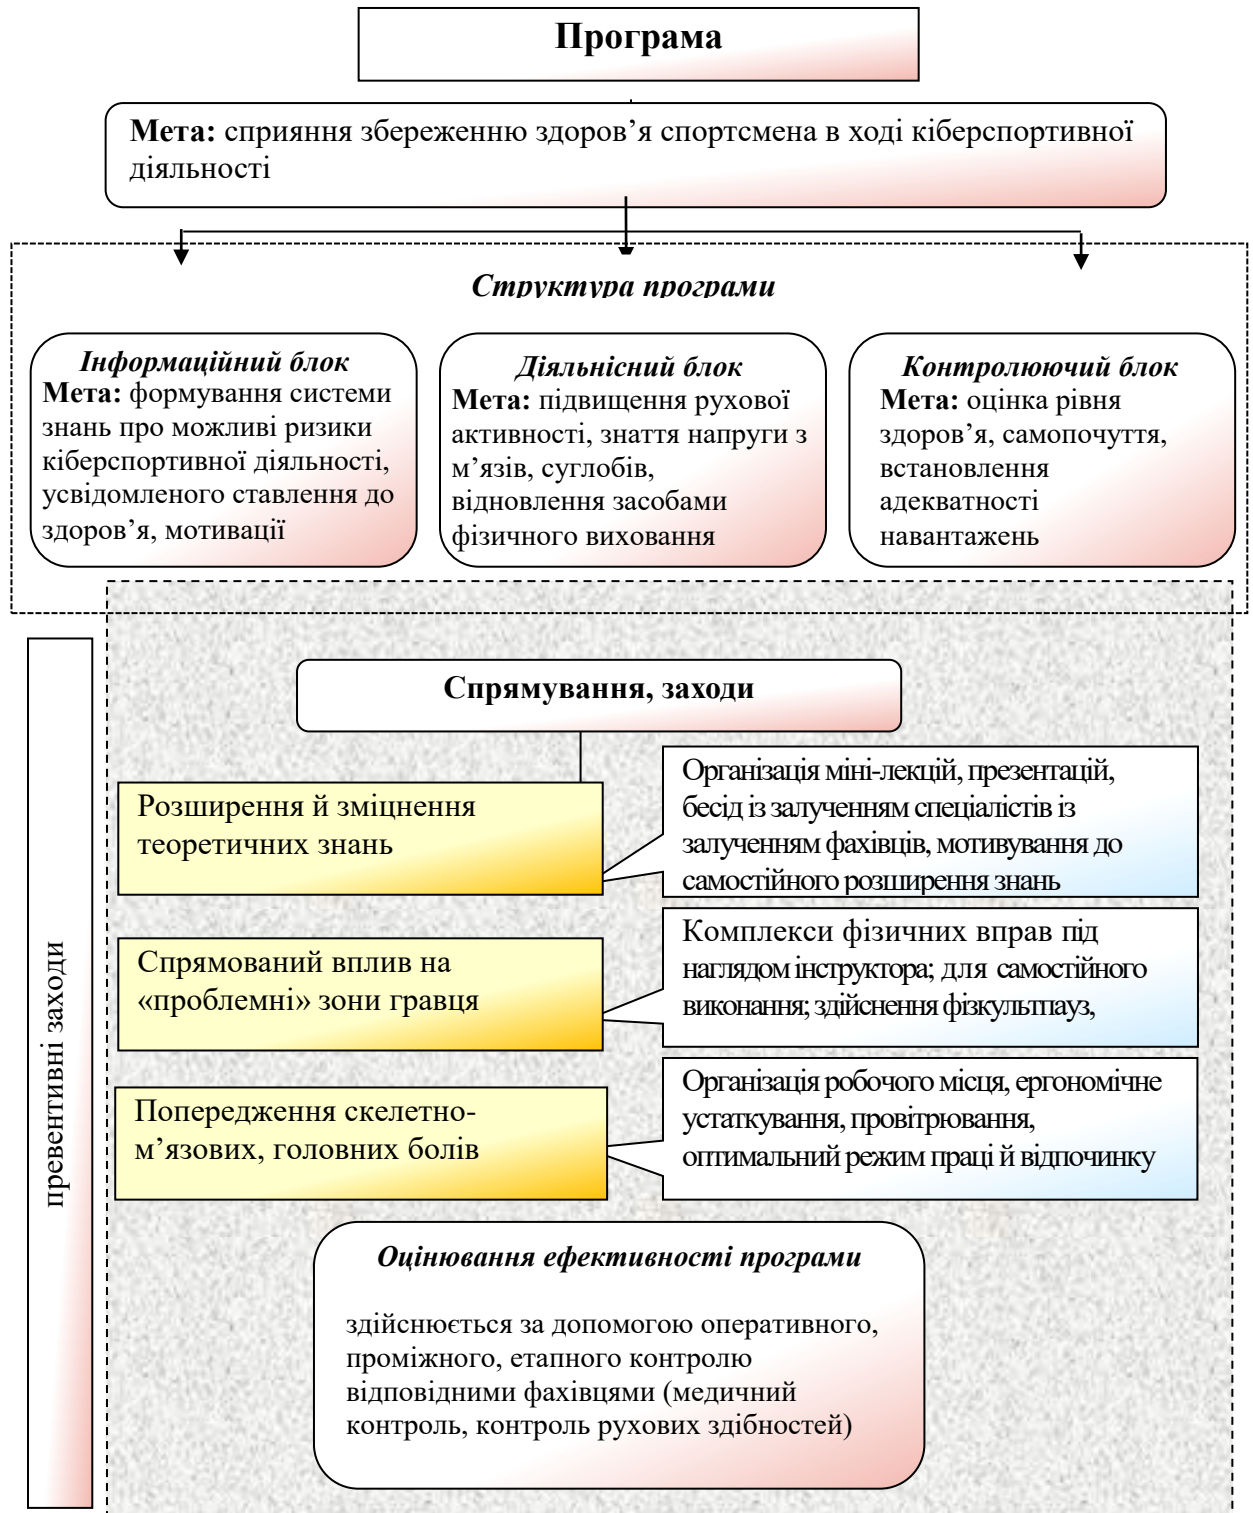 Програма
Мета: сприяння збереженню здоров’я спортсмена в ході кіберспортивної
діяльності
Структура програми
Інформаційний блок
Мета: формування системи
знань про можливі ризики
кіберспортивної діяльності,
усвідомленого ставлення до
здоров’я, мотивації
Діяльнісний блок
Мета: підвищення рухової
активності, зняття напруги з
м’язів, суглобів,
відновлення засобами
фізичного виховання
Контролюючий блок
Мета: оцінка рівня
здоров’я, самопочуття,
встановлення
адекватності
навантажень
превентивні заходи
Спрямування, заходи
Розширення й зміцнення
теоретичних знань
Організація міні-лекцій, презентацій,
бесід із залученням спеціалістів із
залученням фахівців, мотивування до
самостійного розширення знань
Спрямований вплив на
«проблемні» зони гравця
Комплекси фізичних вправ під
наглядом інструктора; для самостійного
виконання; здійснення фізкультпауз,
Попередження скелетно-
м’язових, головних болів
Організація робочого місця, ергономічне
устаткування, провітрювання,
оптимальний режим праці й відпочинку
Оцінювання ефективності програми
здійснюється за допомогою оперативного,
проміжного, етапного контролю
відповідними фахівцями (медичний
контроль, контроль рухових здібностей)